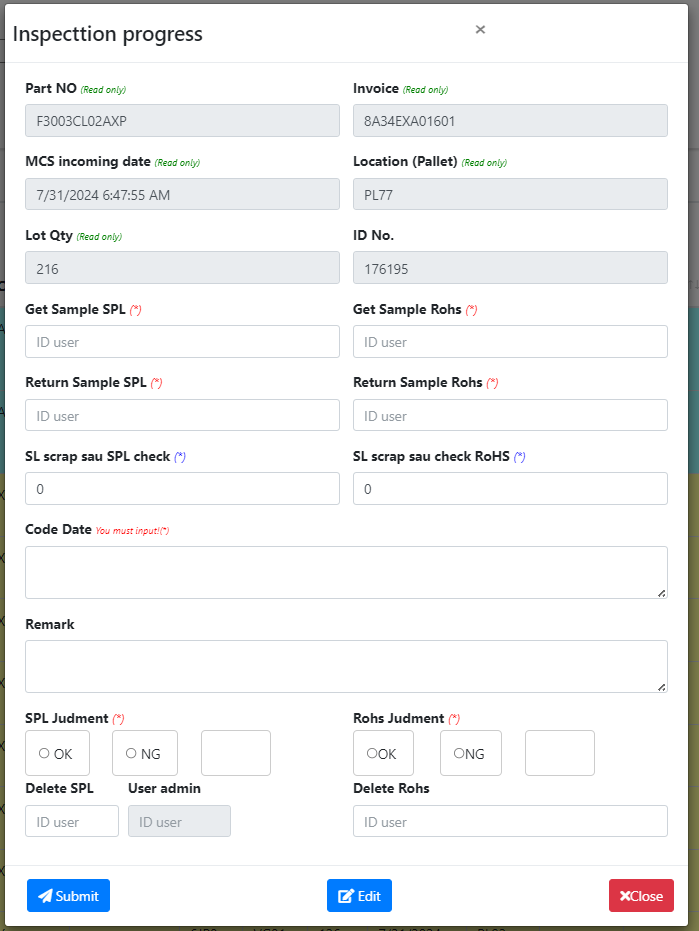 Inspecttion progress ×
Part NO (Read only) Invoice (Read only)
F3003CL02AXP 8A34EXA01601
MCS incoming date (Read only) Location (Pallet) (Read only)
7/31/2024 6:47:55 AM PL77
Lot Qty (Read only) ID No.
216 176195
Get Sample SPL (*) Get Sample Rohs (*)
ID user ID user
Return Sample SPL (*) Return Sample Rohs (*)
ID user ID user
SL scrap sau SPL check (*) SL scrap sau check RoHS (*)
0 0
Code Date You must input!(*)
Remark
SPL Judment (*) Rohs Judment (*)
OK NG OK NG
Delete SPL User admin Delete Rohs
ID user ID user ID user
Submit Edit Close